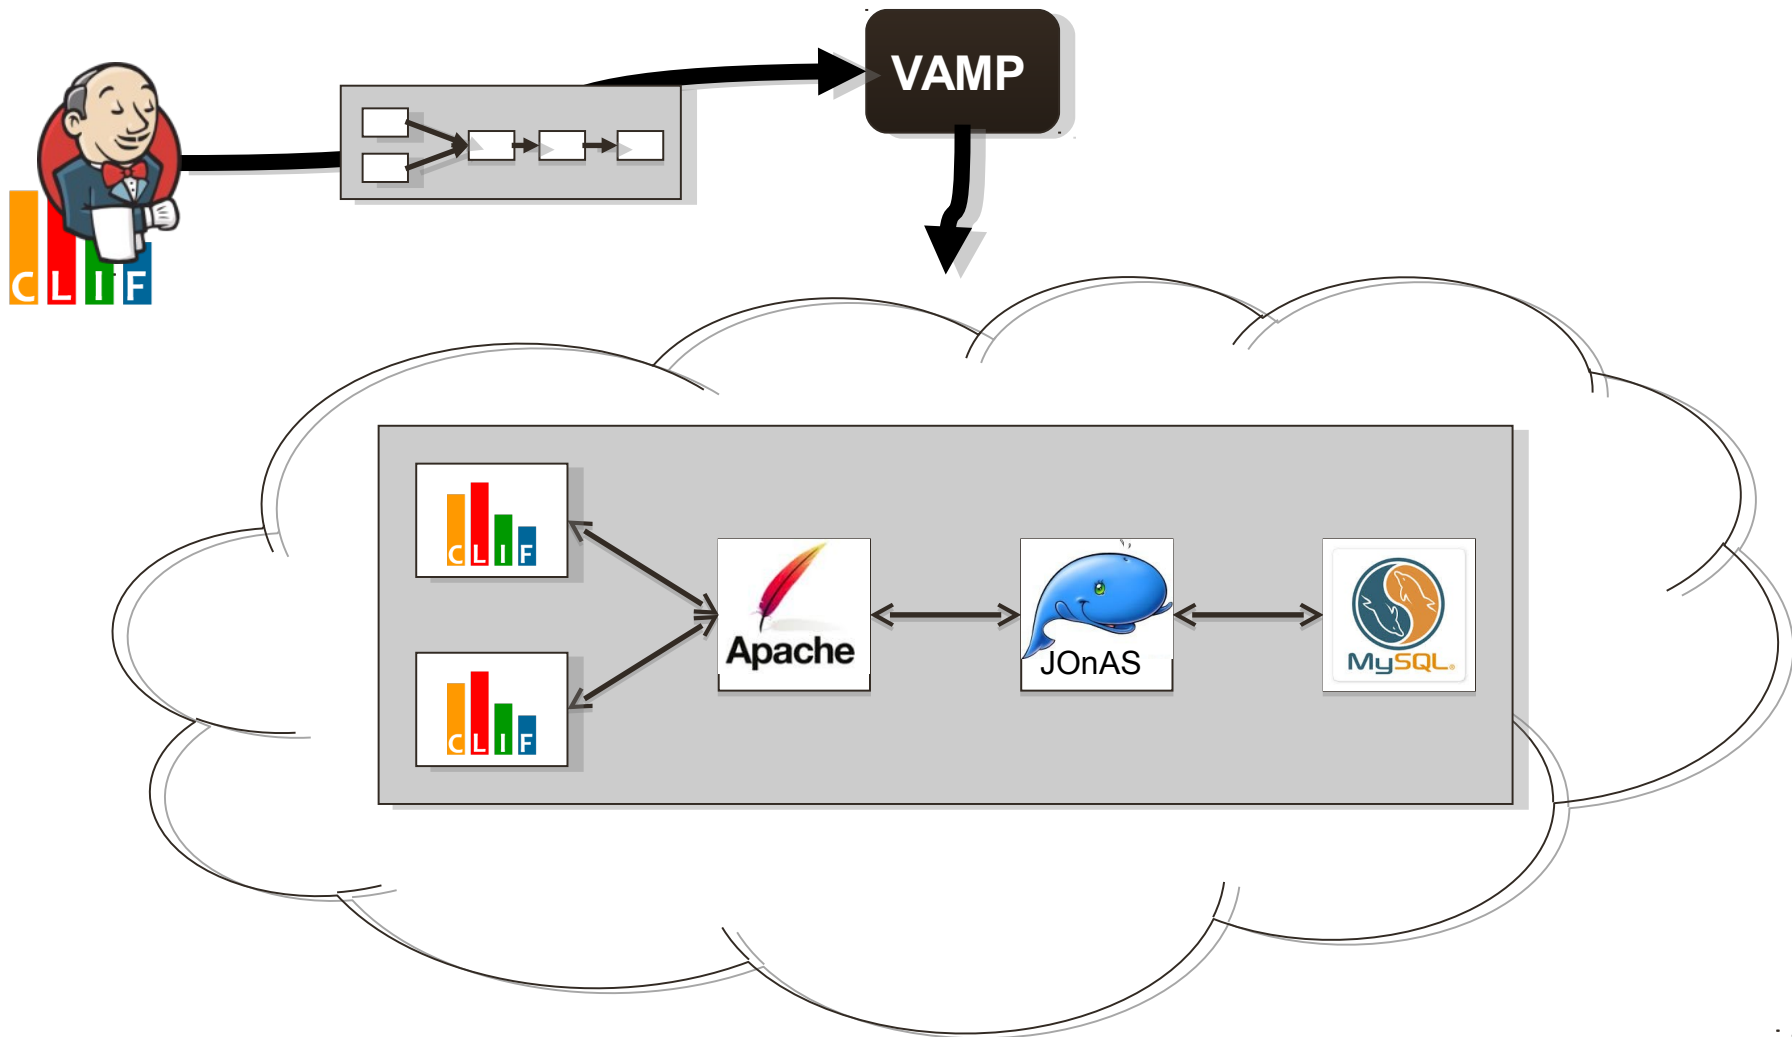 VAMP
CLIF
CLIF
Apache
JOnAS
MySQL®
CLIF